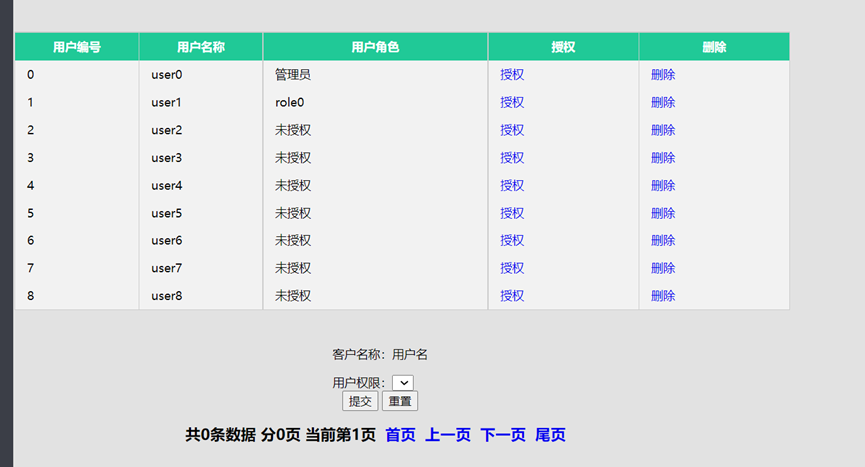 用户编号 用户名称 用户角色 授权 删除
0 user0 管理员 授权 删除
1 user1 role0 授权 删除
2 user2 未授权 授权 删除
3 user3 未授权 授权 删除
4 user4 未授权 授权 删除
5 user5 未授权 授权 删除
6 user6 未授权 授权 删除
7 user7 未授权 授权 删除
8 user8 未授权 授权 删除
客户名称：用户名
用户权限：
提交 重置
共0条数据 分0页 当前第1页 首页 上一页 下一页 尾页